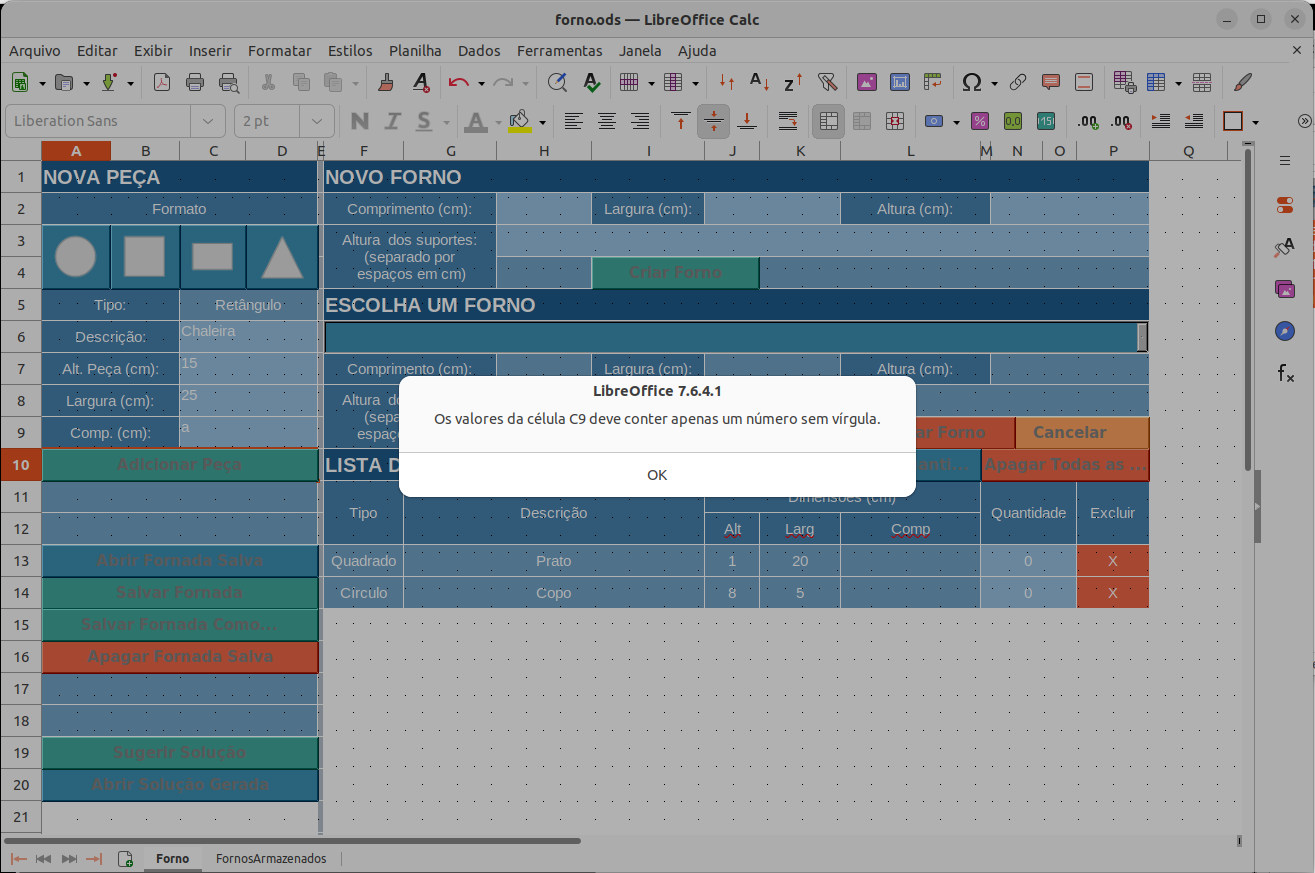 forno.ods — LibreOffice Calc
Arquivo Editar Exibir Inserir Formatar Estilos Planilha Dados Ferramentas Janela Ajuda
Liberation Sans 2 pt
A B C D E F G H I J K L M N O P Q
1 NOVA PEÇA NOVO FORNO
2 Formato Comprimento (cm): Largura (cm): Altura (cm):
3 Altura dos suportes:
(separado por
4 espaços em cm) Criar Forno
5 Tipo: Retângulo ESCOLHA UM FORNO
6 Descrição: Chaleira
7 Alt. Peça (cm): 15 Comprimento (cm): Largura (cm): Altura (cm):
8 Largura (cm): 25
9 Comp. (cm): a Forno Cancelar
LibreOffice 7.6.4.1
Os valores da célula C9 deve conter apenas um número sem vírgula.
OK
10 Adicionar Peça LISTA Apagar Todas as ...
11 Dimensões (cm)
Tipo Descrição Quantidade Excluir
12 Alt Larg Comp
13 Abrir Fornada Salva Quadrado Prato 1 20 0 X
14 Salvar Fornada Círculo Copo 8 5 0 X
15 Salvar Fornada Como...
16 Apagar Fornada Salva
17
18
19 Sugerir Solução
20 Abrir Solução Gerada
21
Forno FornosArmazenados